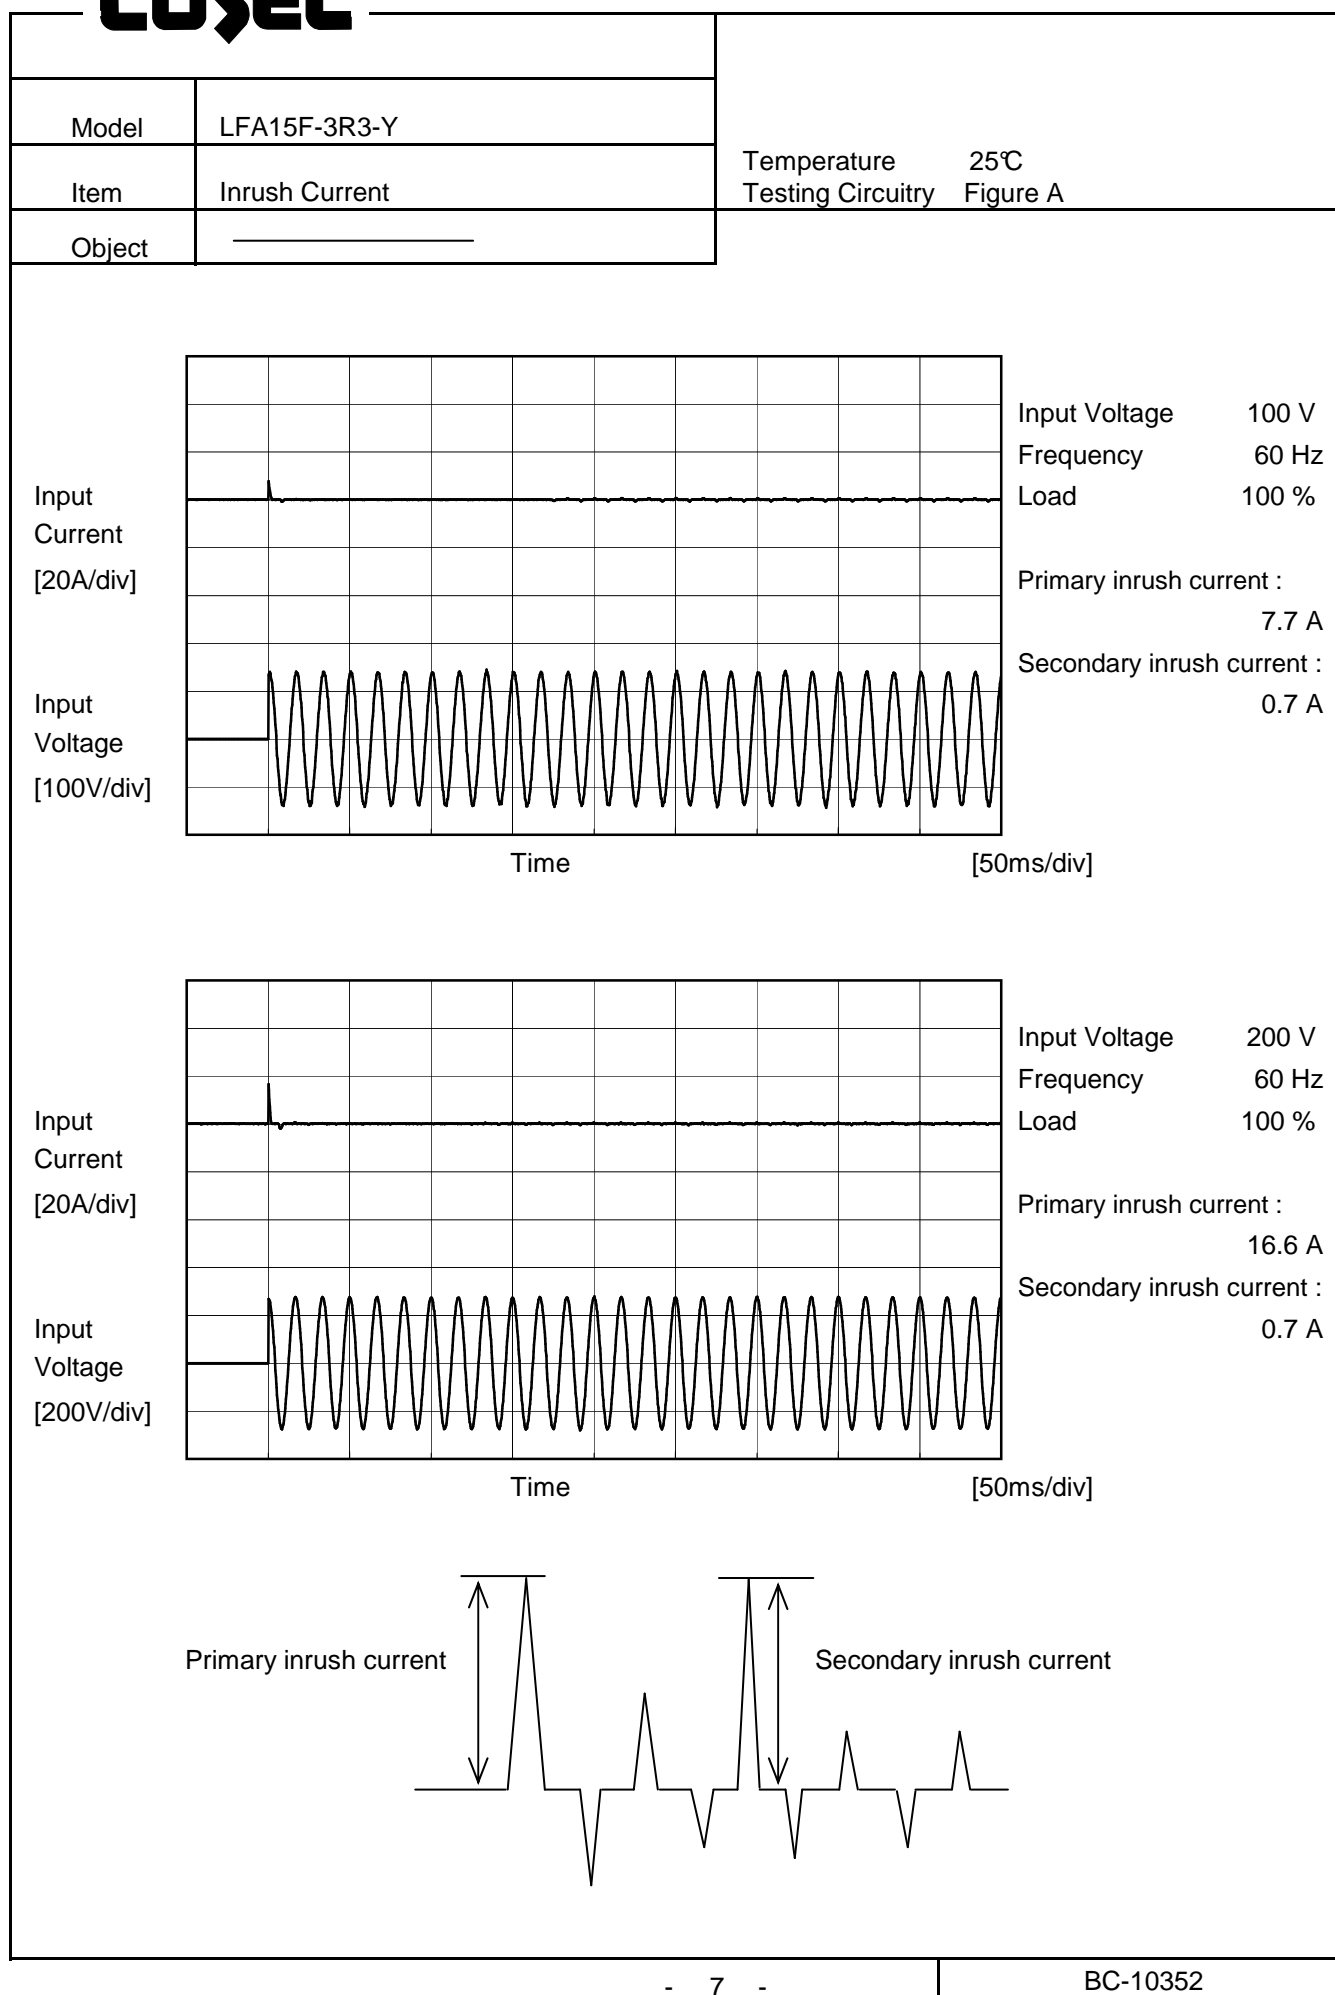 COSEL
Model LFA15F-3R3-Y
Item Inrush Current
Object
Temperature 25℃
Testing Circuitry Figure A
Input
Current
[20A/div]
Input
Voltage
[100V/div]
Time [50ms/div]
Input Voltage 100 V
Frequency 60 Hz
Load 100 %
Primary inrush current :
7.7 A
Secondary inrush current :
0.7 A
Input
Current
[20A/div]
Input
Voltage
[200V/div]
Time [50ms/div]
Input Voltage 200 V
Frequency 60 Hz
Load 100 %
Primary inrush current :
16.6 A
Secondary inrush current :
0.7 A
Primary inrush current
Secondary inrush current
- 7 -
BC-10352